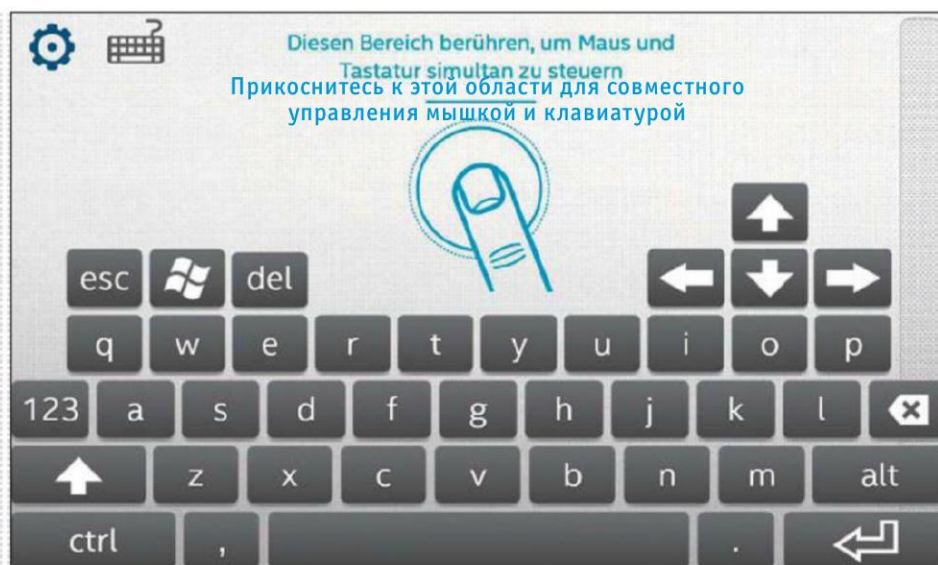 Diesen Bereich berühren, um Maus und
Tastatur simultan zu steuern
Прикоснитесь к этой области для совместного
управления мышкой и клавиатурой
esc del
q w e r t y u i o p
123 a s d f g h j k l
z x c v b n m alt
ctrl , .